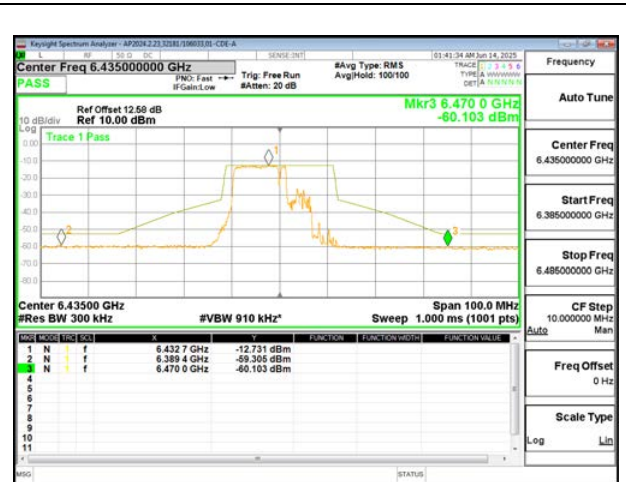 Keysight Spectrum Analyzer - AP2024.2.23,32181/106033,01-CDE-A
L RF 50 Ω DC SENSE:INT 01:41:34 AM Jun 14, 2025
Center Freq 6.435000000 GHz
PASS
PNO: Fast
IFGain:Low
Trig: Free Run
#Atten: 20 dB
#Avg Type: RMS
Avg|Hold: 100/100
TRACE 1 2 3 4 5 6
TYPE A WWWWW
DET A N N N N N
Ref Offset 12.58 dB
Ref 10.00 dBm
10 dB/div
Log
Mkr3 6.470 0 GHz
-60.103 dBm
Trace 1 Pass
0.00
-10.0
-20.0
-30.0
-40.0
-50.0
-60.0
-70.0
-80.0
1
2
3
Center 6.43500 GHz
#Res BW 300 kHz
#VBW 910 kHz*
Span 100.0 MHz
Sweep 1.000 ms (1001 pts)
MKR MODE TRC SCL X Y FUNCTION FUNCTION WIDTH FUNCTION VALUE
1 N 1 f 6.432 7 GHz -12.731 dBm
2 N 1 f 6.389 4 GHz -59.305 dBm
3 N 1 f 6.470 0 GHz -60.103 dBm
4
5
6
7
8
9
10
11
MSG
STATUS
Frequency
Auto Tune
Center Freq
6.435000000 GHz
Start Freq
6.385000000 GHz
Stop Freq
6.485000000 GHz
CF Step
10.000000 MHz
Auto Man
Freq Offset
0 Hz
Scale Type
Log Lin